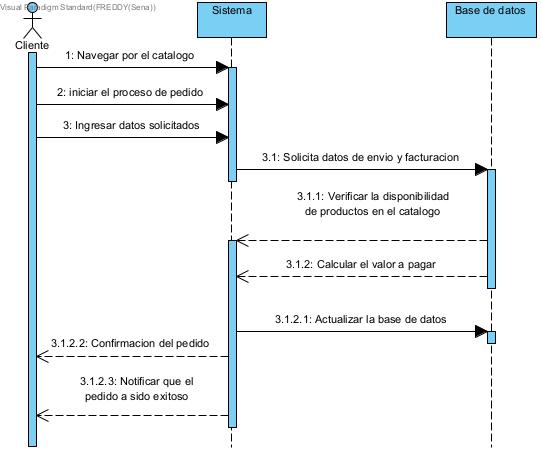 Visual Paradigm Standard(FREDDY(Sena))
Sistema
Base de datos
Cliente
1: Navegar por el catalogo
2: iniciar el proceso de pedido
3: Ingresar datos solicitados
3.1: Solicita datos de envio y facturacion
3.1.1: Verificar la disponibilidad
de productos en el catalogo
3.1.2: Calcular el valor a pagar
3.1.2.1: Actualizar la base de datos
3.1.2.2: Confirmacion del pedido
3.1.2.3: Notificar que el
pedido a sido exitoso